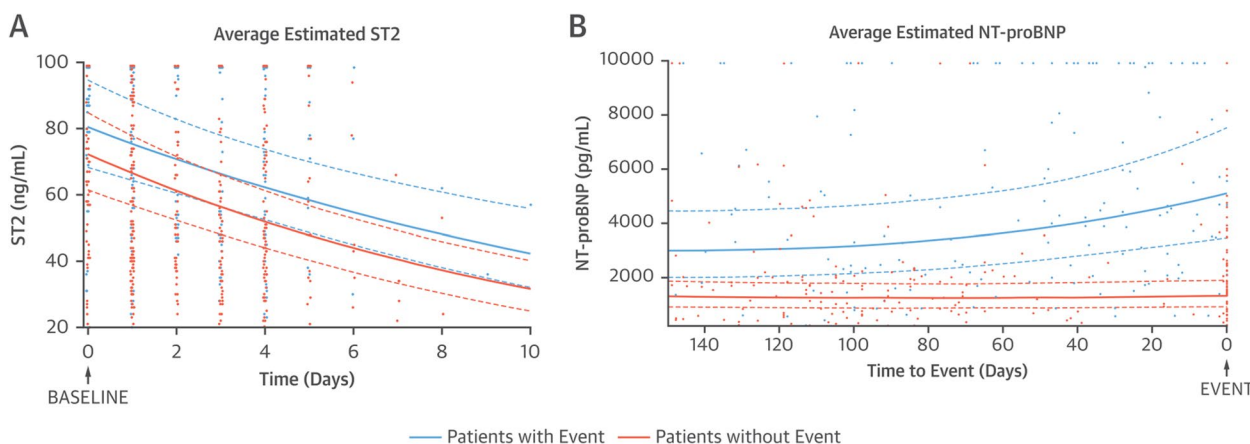 A
Average Estimated ST2
ST2 (ng/mL)
100
80
60
40
20
0
2
4
6
8
10
Time (Days)
BASELINE
B
Average Estimated NT-proBNP
NT-proBNP (pg/mL)
10000
8000
6000
4000
2000
140
120
100
80
60
40
20
0
Time to Event (Days)
EVENT
Patients with Event
Patients without Event